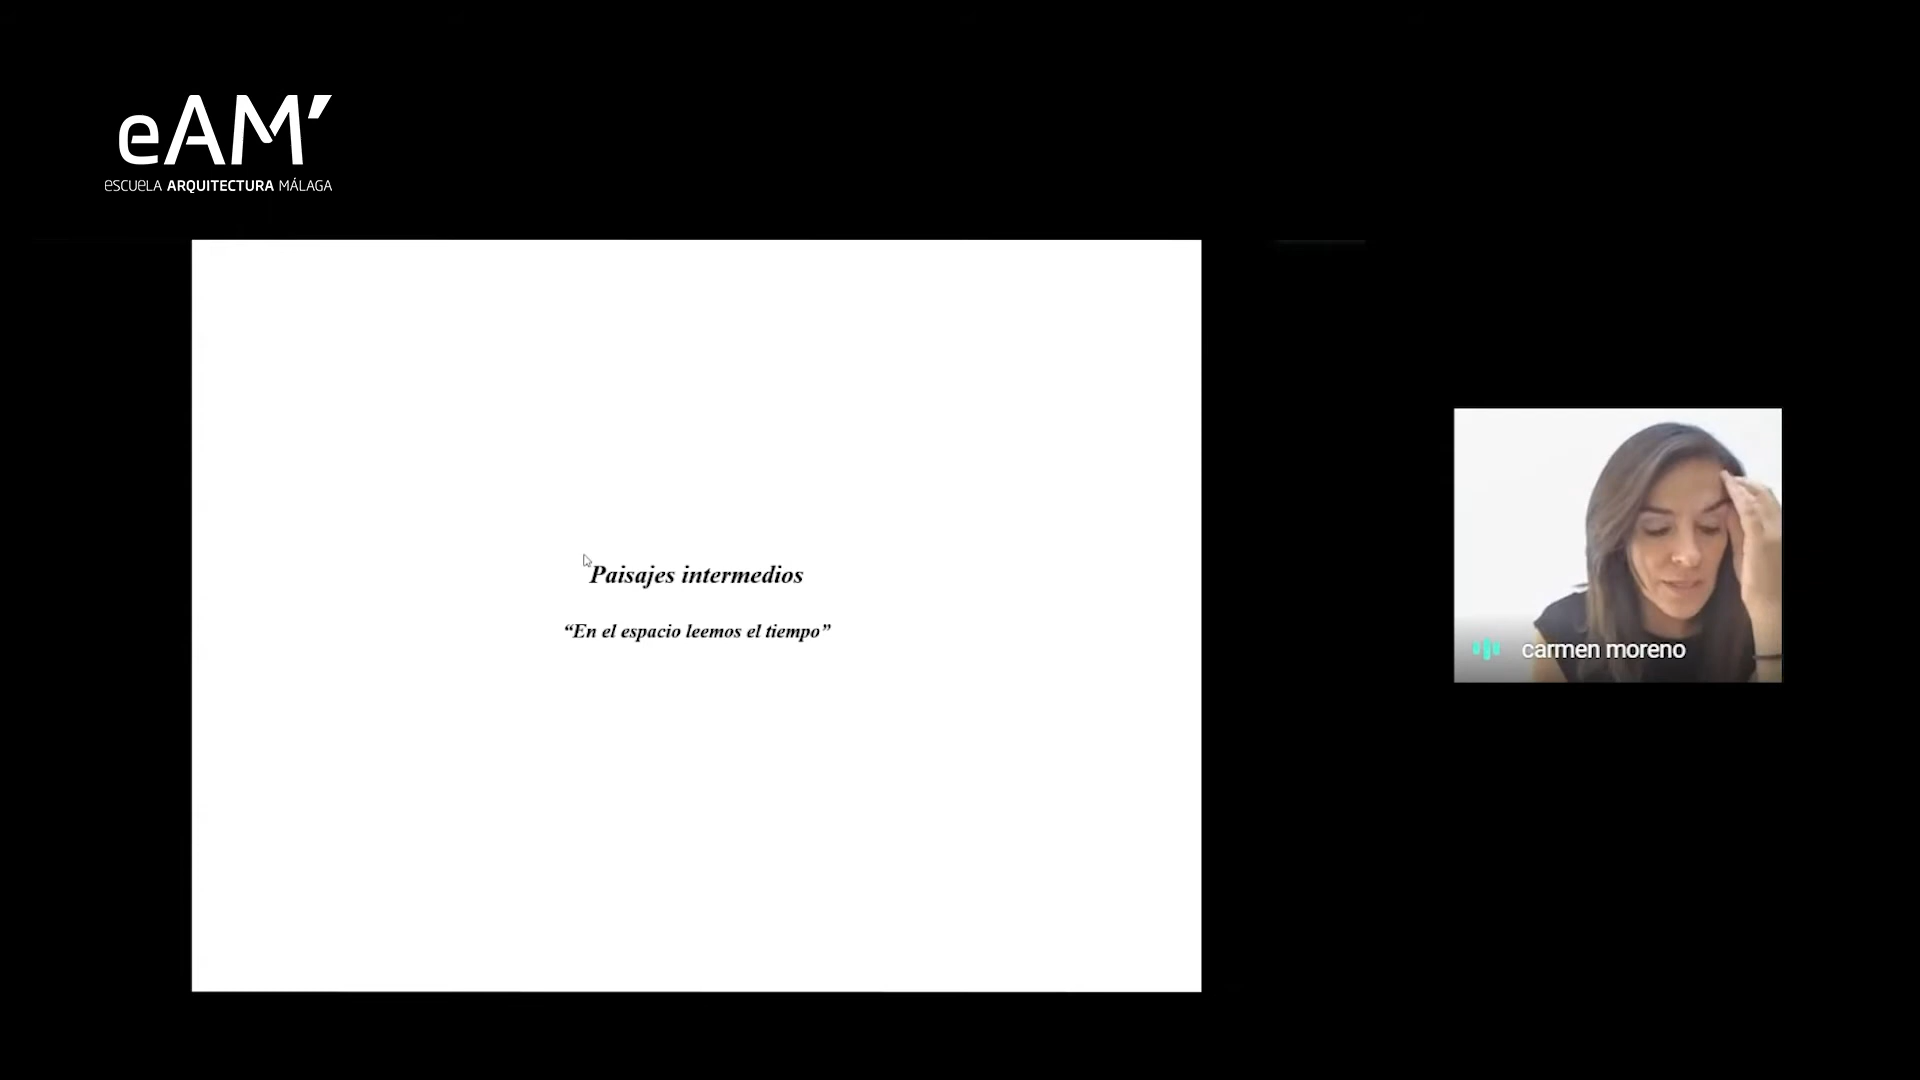 eAM'
escuela ARQUITECTURA MÁLAGA
Paisajes intermedios
“En el espacio leemos el tiempo”
carmen moreno